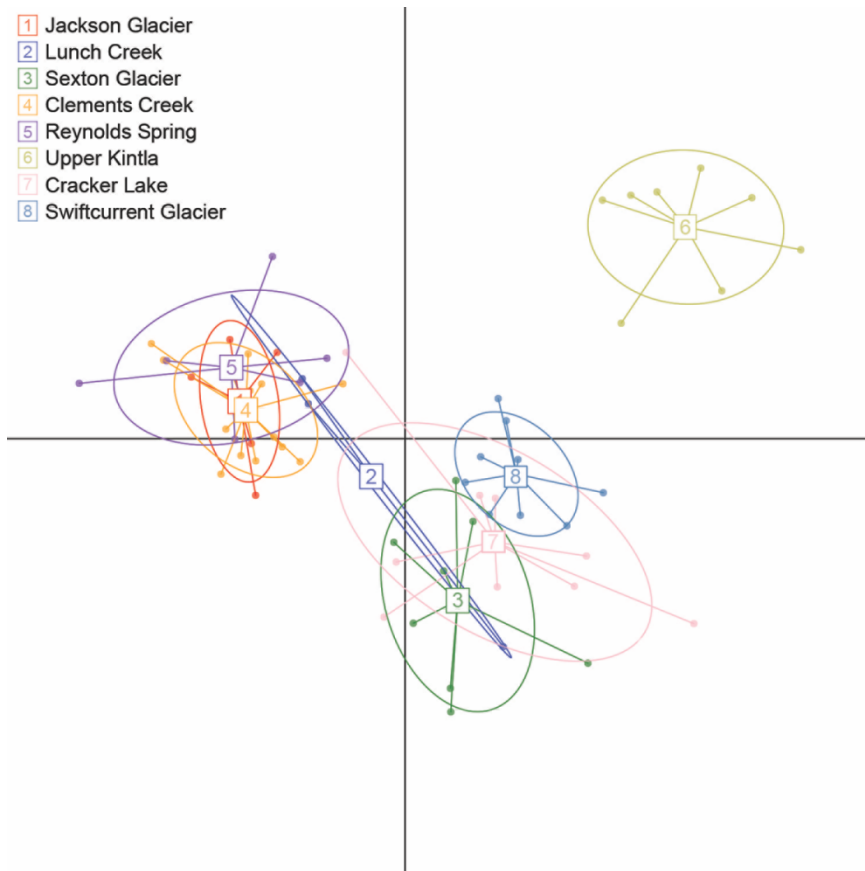 1 Jackson Glacier
2 Lunch Creek
3 Sexton Glacier
4 Clements Creek
5 Reynolds Spring
6 Upper Kintla
7 Cracker Lake
8 Swiftcurrent Glacier
6
5
4
2
8
7
3